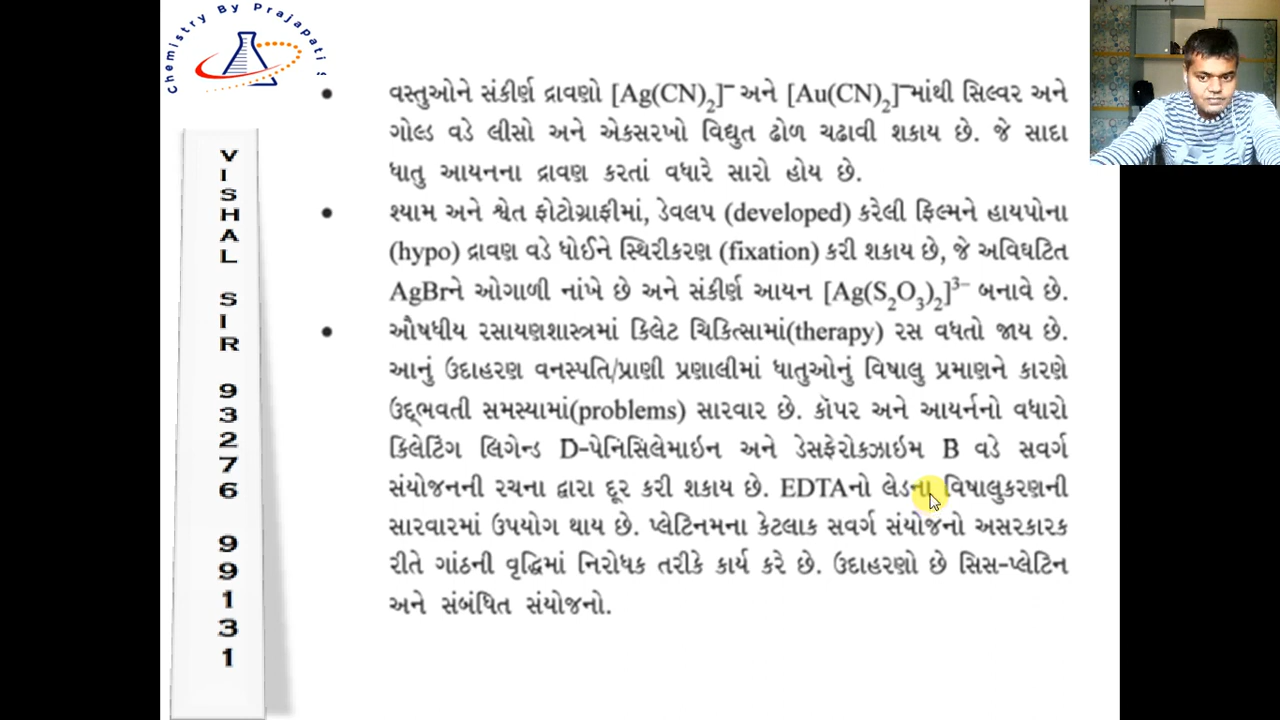 Chemistry By Prajapati s
VISHAL SIR 93276 99131
• વસ્તુઓને સંકીર્ણ દ્રાવણો [Ag(CN)₂]⁻ અને [Au(CN)₂]⁻માંથી સિલ્વર અને
ગોલ્ડ વડે લીસો અને એકસરખો વિદ્યુત ઢોળ ચઢાવી શકાય છે. જે સાદા
ધાતુ આયનના દ્રાવણ કરતાં વધારે સારો હોય છે.
• શ્યામ અને શ્વેત ફોટોગ્રાફીમાં, ડેવલપ (developed) કરેલી ફિલ્મને હાયપોના
(hypo) દ્રાવણ વડે ધોઈને સ્થિરીકરણ (fixation) કરી શકાય છે, જે અવિઘટિત
AgBrને ઓગાળી નાંખે છે અને સંકીર્ણ આયન [Ag(S₂O₃)₂]³⁻ બનાવે છે.
• ઔષધીય રસાયણશાસ્ત્રમાં કિલેટ ચિકિત્સામાં(therapy) રસ વધતો જાય છે.
આનું ઉદાહરણ વનસ્પતિ/પ્રાણી પ્રણાલીમાં ધાતુઓનું વિષાલુ પ્રમાણને કારણે
ઉદ્ભવતી સમસ્યામાં(problems) સારવાર છે. કૉપર અને આયર્નનો વધારો
કિલેટિંગ લિગેન્ડ D-પેનિસિલેમાઇન અને ડેસફેરોકઝાઇમ B વડે સવર્ગ
સંયોજનની રચના દ્વારા દૂર કરી શકાય છે. EDTAનો લેડના વિષાલુકરણની
સારવારમાં ઉપયોગ થાય છે. પ્લેટિનમના કેટલાક સવર્ગ સંયોજનો અસરકારક
રીતે ગાંઠની વૃદ્ધિમાં નિરોધક તરીકે કાર્ય કરે છે. ઉદાહરણો છે સિસ-પ્લેટિન
અને સંબંધિત સંયોજનો.